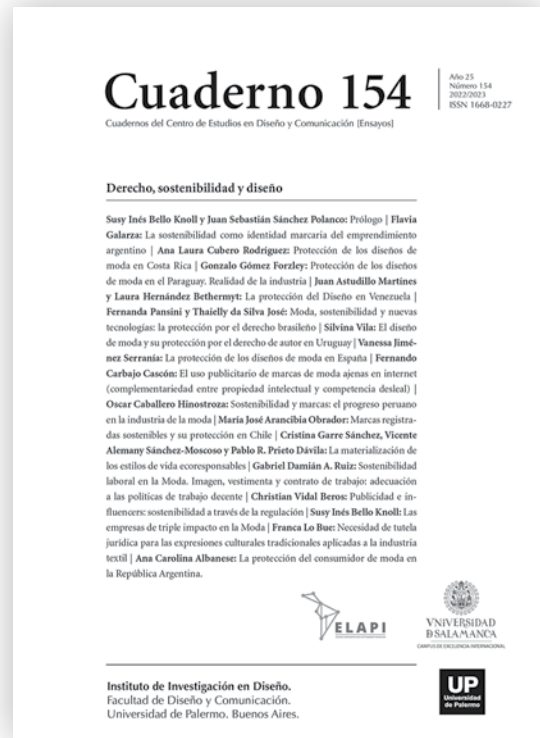 Cuaderno 154
Cuadernos del Centro de Estudios en Diseño y Comunicación [Ensayos]
Año 25
Número 154
2022/2023
ISSN 1668-0227
Derecho, sostenibilidad y diseño
Susy Inés Bello Knoll y Juan Sebastián Sánchez Polanco: Prólogo | Flavia
Galarza: La sostenibilidad como identidad marcaria del emprendimiento
argentino | Ana Laura Cubero Rodríguez: Protección de los diseños de
moda en Costa Rica | Gonzalo Gómez Forzley: Protección de los diseños
de moda en el Paraguay. Realidad de la industria | Juan Astudillo Martínes
y Laura Hernández Bethermyt: La protección del Diseño en Venezuela |
Fernanda Pansini y Thaielly da Silva José: Moda, sostenibilidad y nuevas
tecnologías: la protección por el derecho brasileño | Silvina Vila: El diseño
de moda y su protección por el derecho de autor en Uruguay | Vanessa Jimé-
nez Serranía: La protección de los diseños de moda en España | Fernando
Carbajo Cascón: El uso publicitario de marcas de moda ajenas en internet
(complementariedad entre propiedad intelectual y competencia desleal) |
Oscar Caballero Hinostroza: Sostenibilidad y marcas: el progreso peruano
en la industria de la moda | María José Arancibia Obrador: Marcas registra-
das sostenibles y su protección en Chile | Cristina Garre Sánchez, Vicente
Alemany Sánchez-Moscoso y Pablo R. Prieto Dávila: La materialización de
los estilos de vida ecoresponsables | Gabriel Damián A. Ruiz: Sostenibilidad
laboral en la Moda. Imagen, vestimenta y contrato de trabajo: adecuación
a las políticas de trabajo decente | Christian Vidal Beros: Publicidad e in-
fluencers: sostenibilidad a través de la regulación | Susy Inés Bello Knoll: Las
empresas de triple impacto en la Moda | Franca Lo Bue: Necesidad de tutela
jurídica para las expresiones culturales tradicionales aplicadas a la industria
textil | Ana Carolina Albanese: La protección del consumidor de moda en
la República Argentina.
ELAPI
VNIVERSIDAD
D SALAMANCA
CAMPUS DE EXCELENCIA INTERNACIONAL
Instituto de Investigación en Diseño.
Facultad de Diseño y Comunicación.
Universidad de Palermo. Buenos Aires.
UP
Universidad
de Palermo